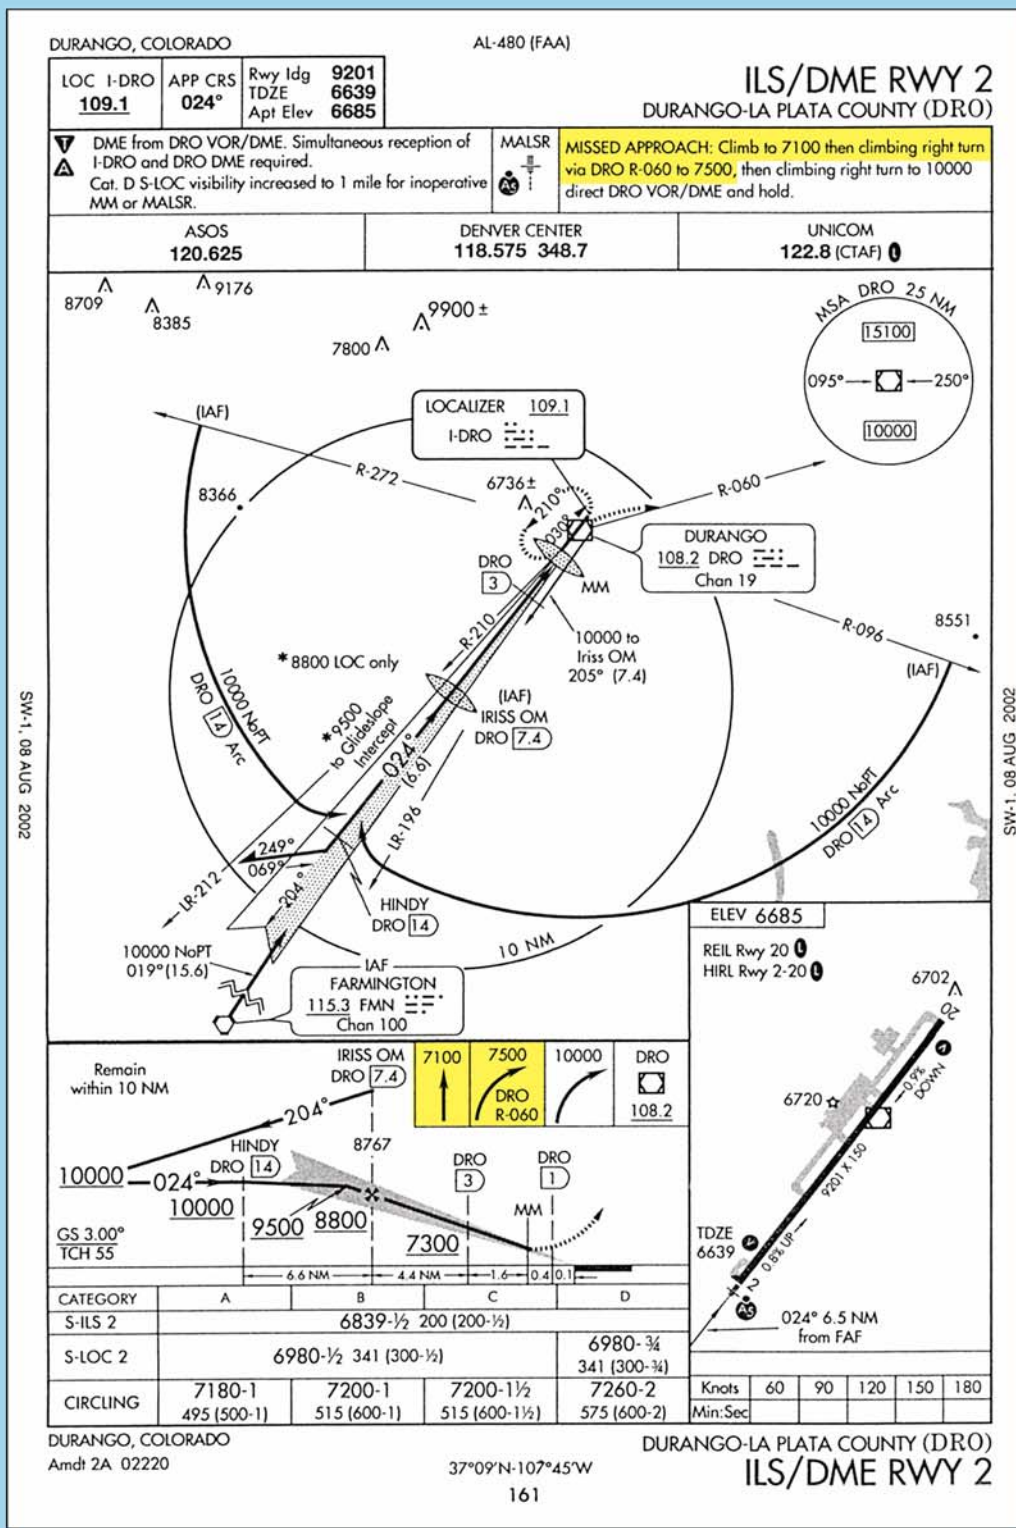 DURANGO, COLORADO
AL-480 (FAA)
LOC I-DRO
109.1
APP CRS
024°
Rwy ldg 9201
TDZE 6639
Apt Elev 6685
ILS/DME RWY 2
DURANGO-LA PLATA COUNTY (DRO)
T
A
DME from DRO VOR/DME. Simultaneous reception of
I-DRO and DRO DME required.
Cat. D S-LOC visibility increased to 1 mile for inoperative
MM or MALSR.
MALSR
A5
MISSED APPROACH: Climb to 7100 then climbing right turn
via DRO R-060 to 7500, then climbing right turn to 10000
direct DRO VOR/DME and hold.
ASOS
120.625
DENVER CENTER
118.575 348.7
UNICOM
122.8 (CTAF) L
8709
8385
9176
9900 ±
7800
MSA DRO 25 NM
15100
095°
250°
10000
(IAF)
LOCALIZER 109.1
I-DRO
R-272
8366
6736±
210°
030°
R-060
DURANGO
108.2 DRO
Chan 19
DRO
3
MM
R-210
10000 to
Iriss OM
205° (7.4)
R-096
8551
(IAF)
*8800 LOC only
10000 NoPT
DRO 14 Arc
*9500
to Glideslope
Intercept
(IAF)
IRISS OM
DRO 7.4
024°
(6.6)
10000 NoPT
DRO 14 Arc
LR-196
249°
069°
LR-212
204°
HINDY
DRO 14
10000 NoPT
019°(15.6)
10 NM
IAF
FARMINGTON
115.3 FMN
Chan 100
SW-1, 08 AUG 2002
SW-1, 08 AUG 2002
ELEV 6685
REIL Rwy 20 L
HIRL Rwy 2-20 L
6702
20
V
0.9%
DOWN
6720
9201 X 150
TDZE
6639
V
0.8% UP
2
A5
024° 6.5 NM
from FAF
Remain
within 10 NM
IRISS OM
DRO 7.4
7100
7500
DRO
R-060
10000
DRO
108.2
204°
HINDY
DRO 14
8767
DRO
3
DRO
1
10000
024°
10000
9500
8800
7300
MM
GS 3.00°
TCH 55
6.6 NM
4.4 NM
1.6
0.4
0.1
CATEGORY A B C D
S-ILS 2 6839-½ 200 (200-½)
S-LOC 2 6980-½ 341 (300-½) 6980-¾
341 (300-¾)
CIRCLING 7180-1 7200-1 7200-1½ 7260-2
495 (500-1) 515 (600-1) 515 (600-1½) 575 (600-2)
Knots 60 90 120 150 180
Min:Sec
DURANGO, COLORADO
Amdt 2A 02220
37°09'N-107°45'W
161
DURANGO-LA PLATA COUNTY (DRO)
ILS/DME RWY 2